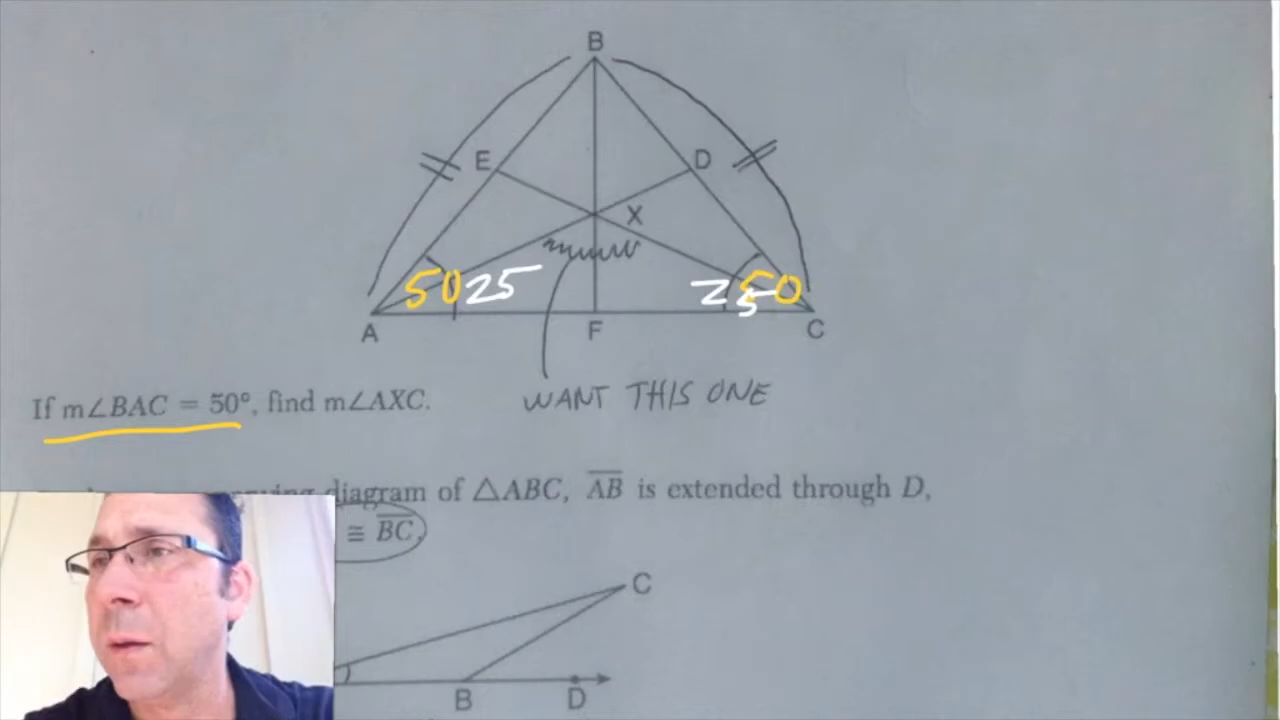 B
E
D
X
50 25
25 50
A
F
C
If m∠BAC = 50°, find m∠AXC.
WANT THIS ONE
diagram of △ABC, AB is extended through D,
≅ BC,
C
B
D